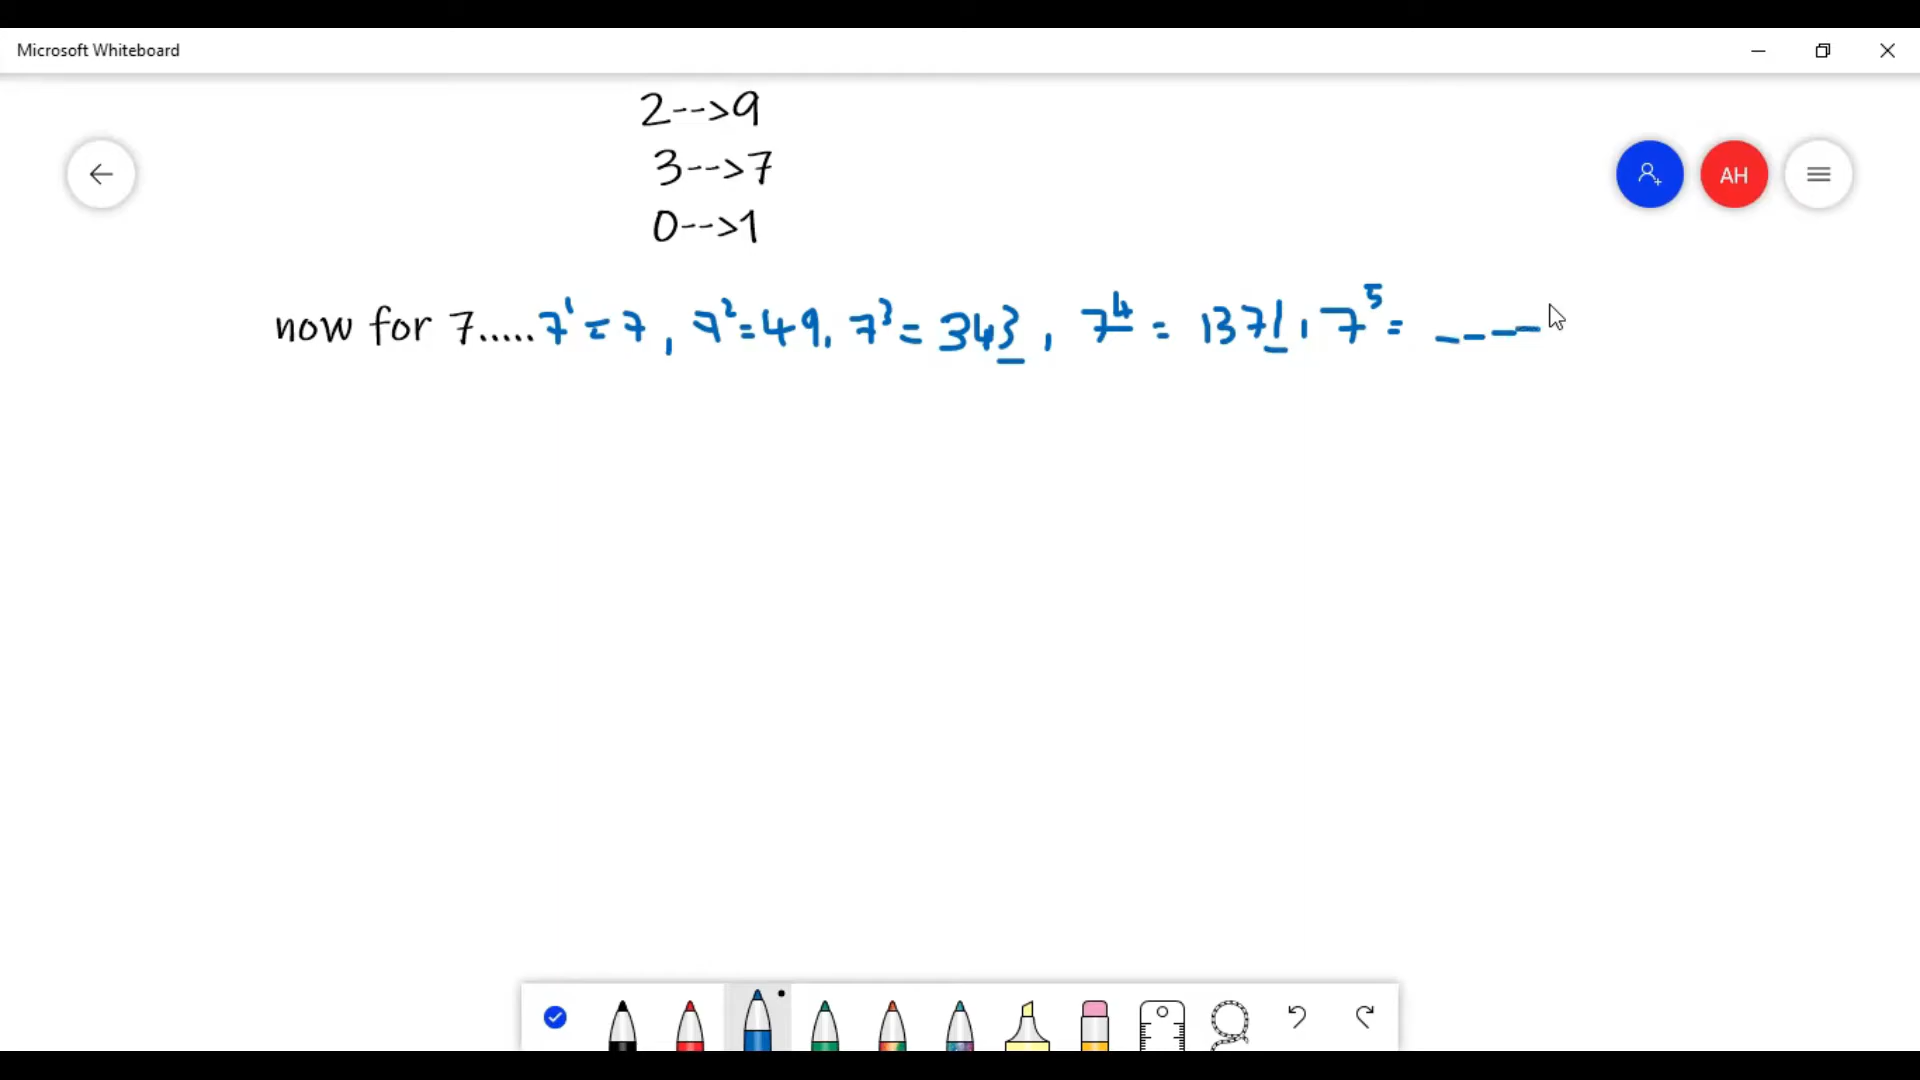 Microsoft Whiteboard
2-->9
AH
3-->7
0-->1
now for 7.....7¹=7, 7²=49, 7³=343, 7⁴ = 1371, 7⁵= ____